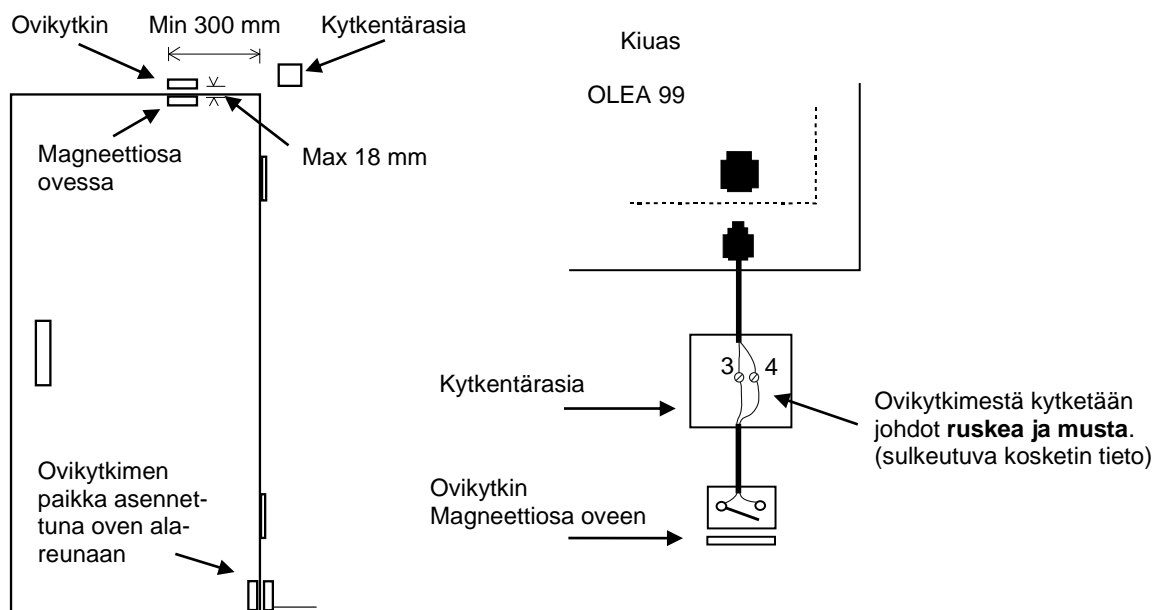 Ovikytkin
Min 300 mm
Kytkentärasia
Magneettiosa
ovessa
Max 18 mm
Ovikytkimen
paikka asennet-
tuna oven ala-
reunaan
Kiuas
OLEA 99
3 4
Kytkentärasia
Ovikytkimestä kytketään
johdot ruskea ja musta.
(sulkeutuva kosketin tieto)
Ovikytkin
Magneettiosa oveen